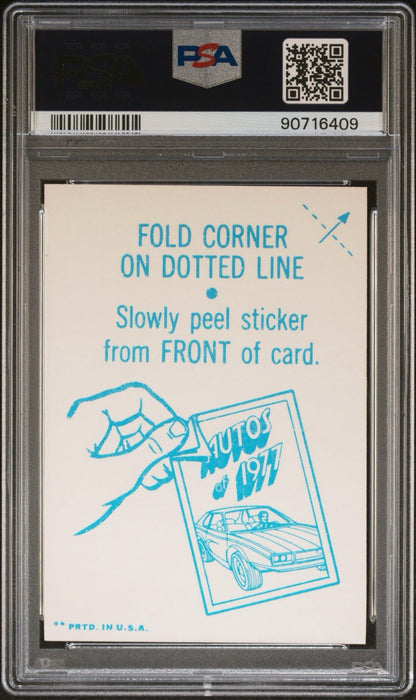 PSA
90716409
FOLD CORNER
ON DOTTED LINE
Slowly peel sticker
from FRONT of card.
AUTOS
of 1977
** PRTD. IN U.S.A.
PSA